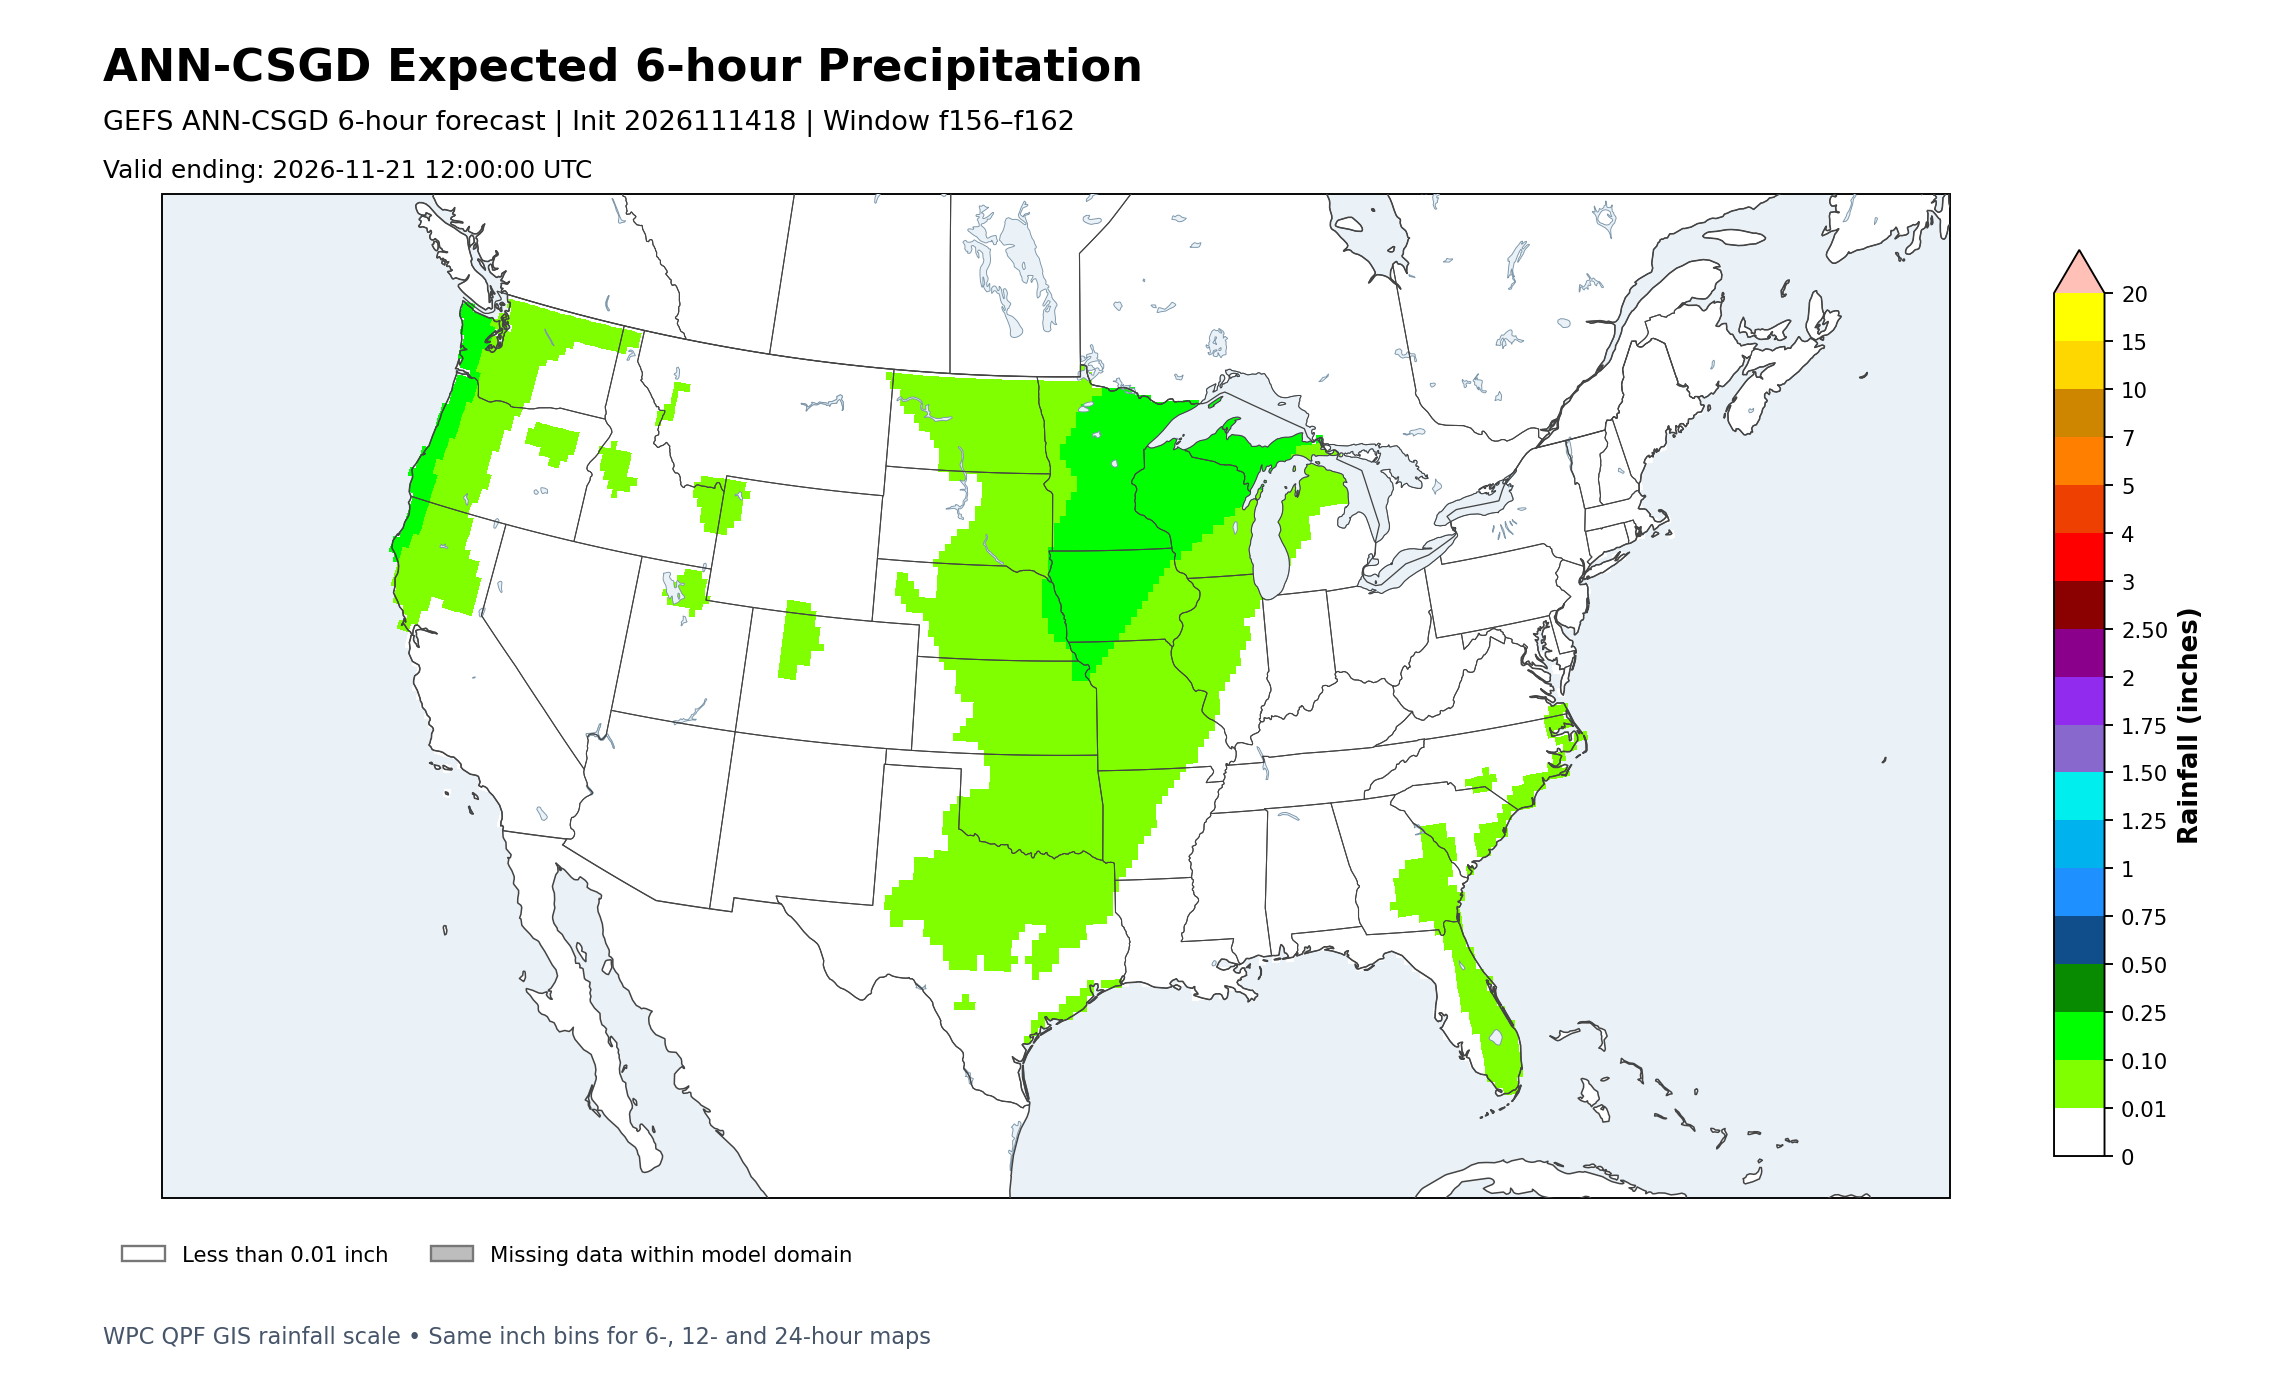 ANN-CSGD Expected 6-hour Precipitation
GEFS ANN-CSGD 6-hour forecast | Init 2026111418 | Window f156–f162
Valid ending: 2026-11-21 12:00:00 UTC
20
15
10
7
5
4
3
2.50
2
1.75
1.50
1.25
1
0.75
0.50
0.25
0.10
0.01
0
Rainfall (inches)
Less than 0.01 inch
Missing data within model domain
WPC QPF GIS rainfall scale • Same inch bins for 6-, 12- and 24-hour maps